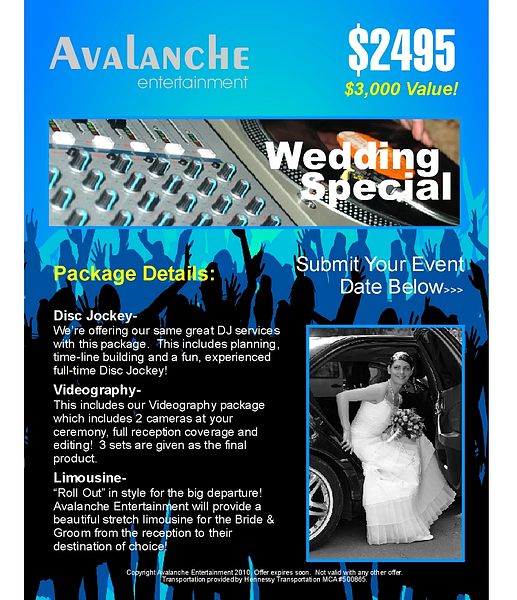 AVALANCHE
entertainment
$2495
$3,000 Value!
Wedding
Special
Package Details:
Submit Your Event
Date Below>>>
Disc Jockey-
We're offering our same great DJ services
with this package.  This includes planning,
time-line building and a fun, experienced
full-time Disc Jockey!
Videography-
This includes our Videography package
which includes 2 cameras at your
ceremony, full reception coverage and
editing!  3 sets are given as the final
product.
Limousine-
“Roll Out” in style for the big departure!
Avalanche Entertainment will provide a
beautiful stretch limousine for the Bride &
Groom from the reception to their
destination of choice!
Copyright Avalanche Entertainment 2010. Offer expires soon.  Not valid with any other offer.
Transportation provided by Hennessy Transportation MCA#500865.